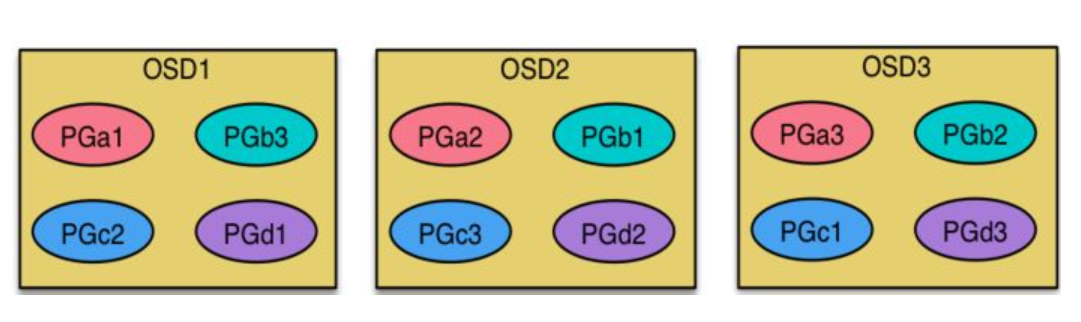 OSD1
PGa1 PGb3
PGc2 PGd1
OSD2
PGa2 PGb1
PGc3 PGd2
OSD3
PGa3 PGb2
PGc1 PGd3